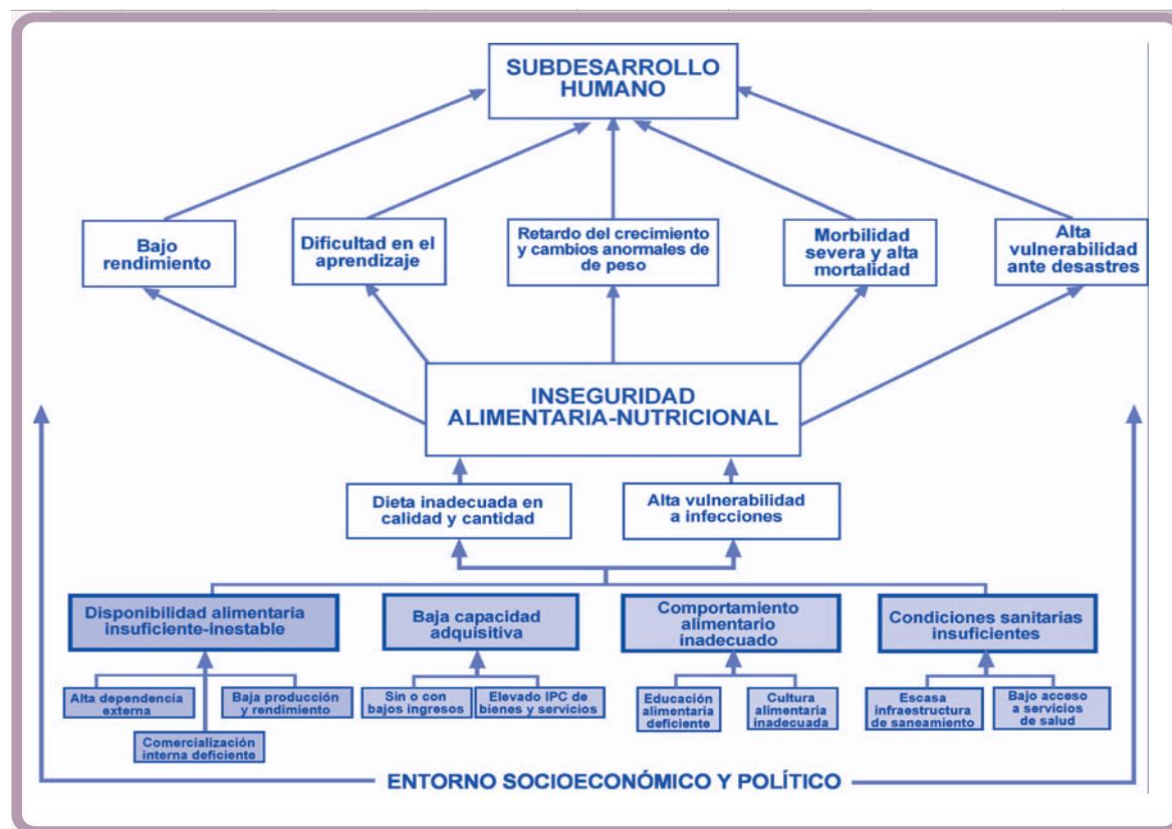 SUBDESARROLLO
HUMANO
Bajo
rendimiento
Dificultad en el
aprendizaje
Retardo del crecimiento
y cambios anormales de
de peso
Morbilidad
severa y alta
mortalidad
Alta
vulnerabilidad
ante desastres
INSEGURIDAD
ALIMENTARIA-NUTRICIONAL
Dieta inadecuada en
calidad y cantidad
Alta vulnerabilidad
a infecciones
Disponibilidad alimentaria
insuficiente-inestable
Baja capacidad
adquisitiva
Comportamiento
alimentario
inadecuado
Condiciones sanitarias
insuficientes
Alta dependencia
externa
Baja producción
y rendimiento
Sin o con
bajos ingresos
Elevado IPC de
bienes y servicios
Educación
alimentaria
deficiente
Cultura
alimentaria
inadecuada
Escasa
infraestructura
de saneamiento
Bajo acceso
a servicios
de salud
Comercialización
interna deficiente
ENTORNO SOCIOECONÓMICO Y POLÍTICO